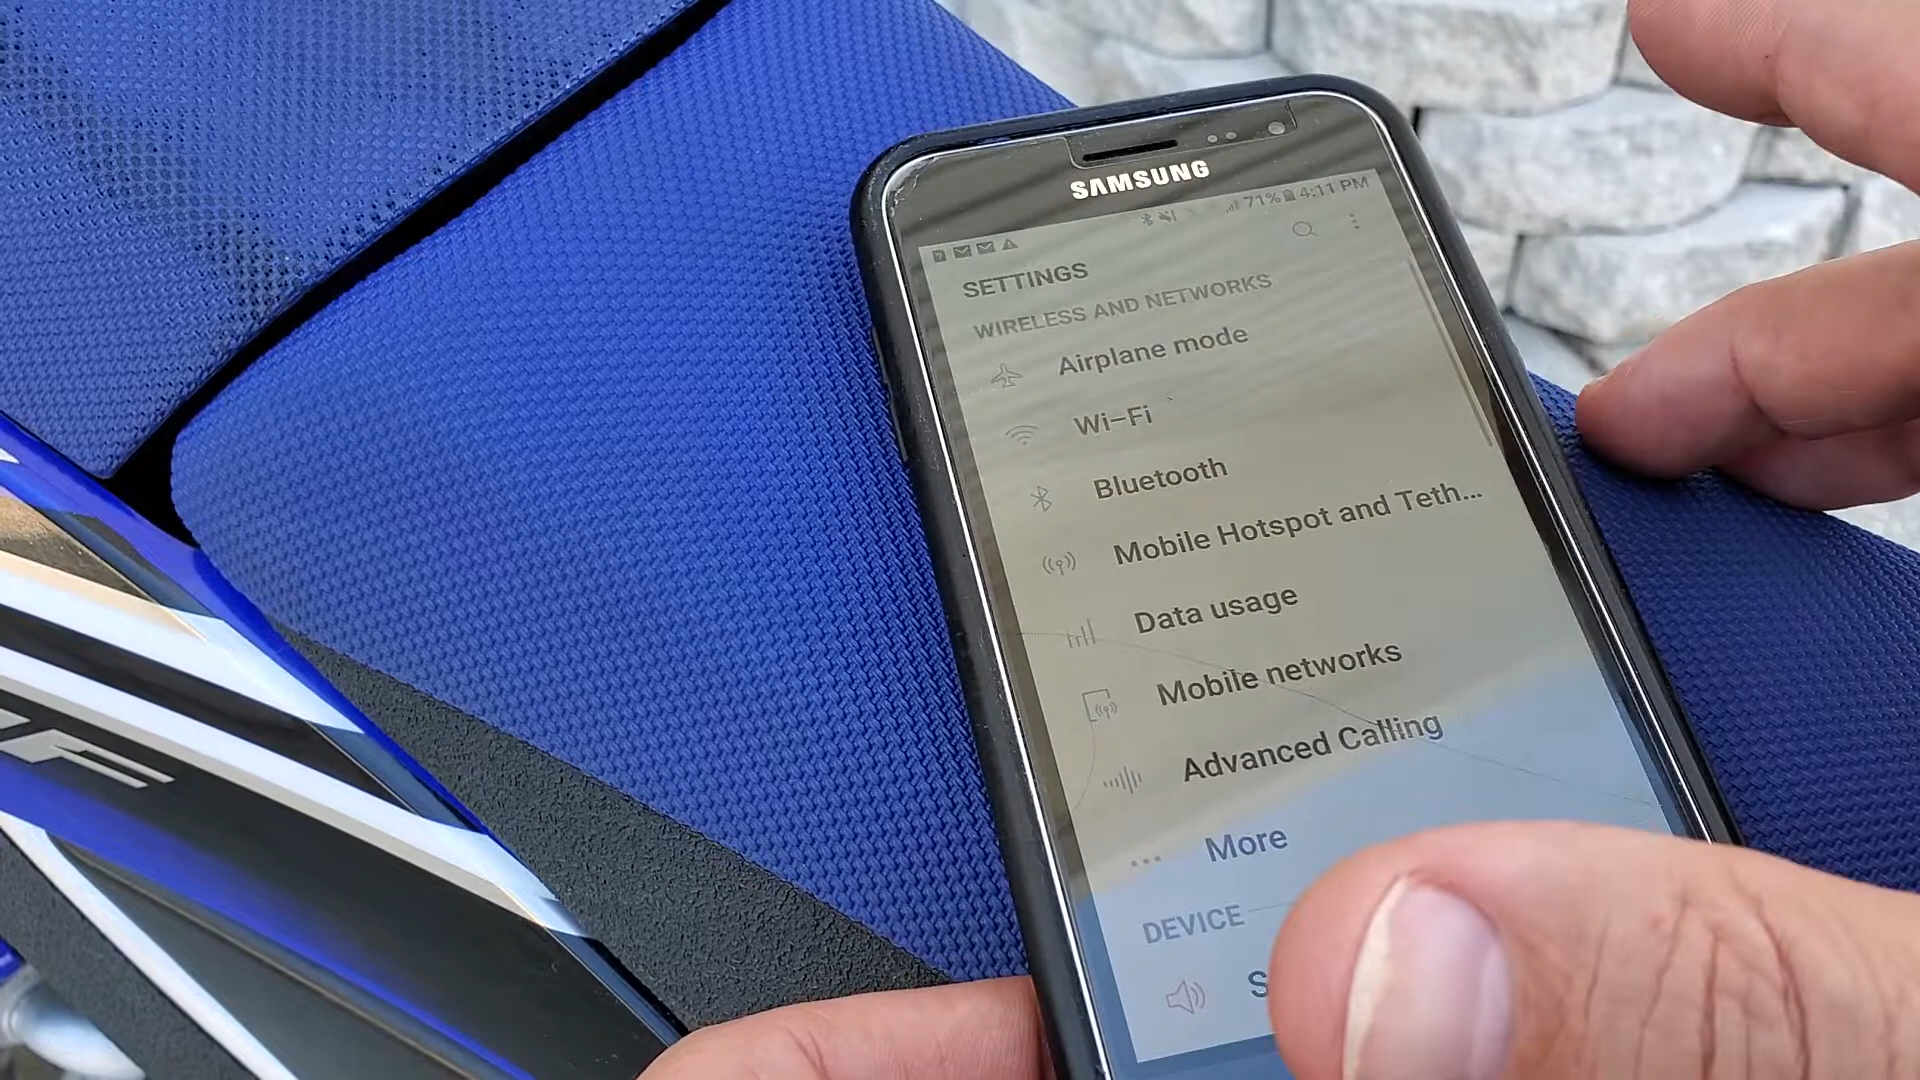 SAMSUNG
71% 4:11 PM
SETTINGS
WIRELESS AND NETWORKS
Airplane mode
Wi-Fi
Bluetooth
Mobile Hotspot and Teth...
Data usage
Mobile networks
Advanced Calling
More
DEVICE
S
F